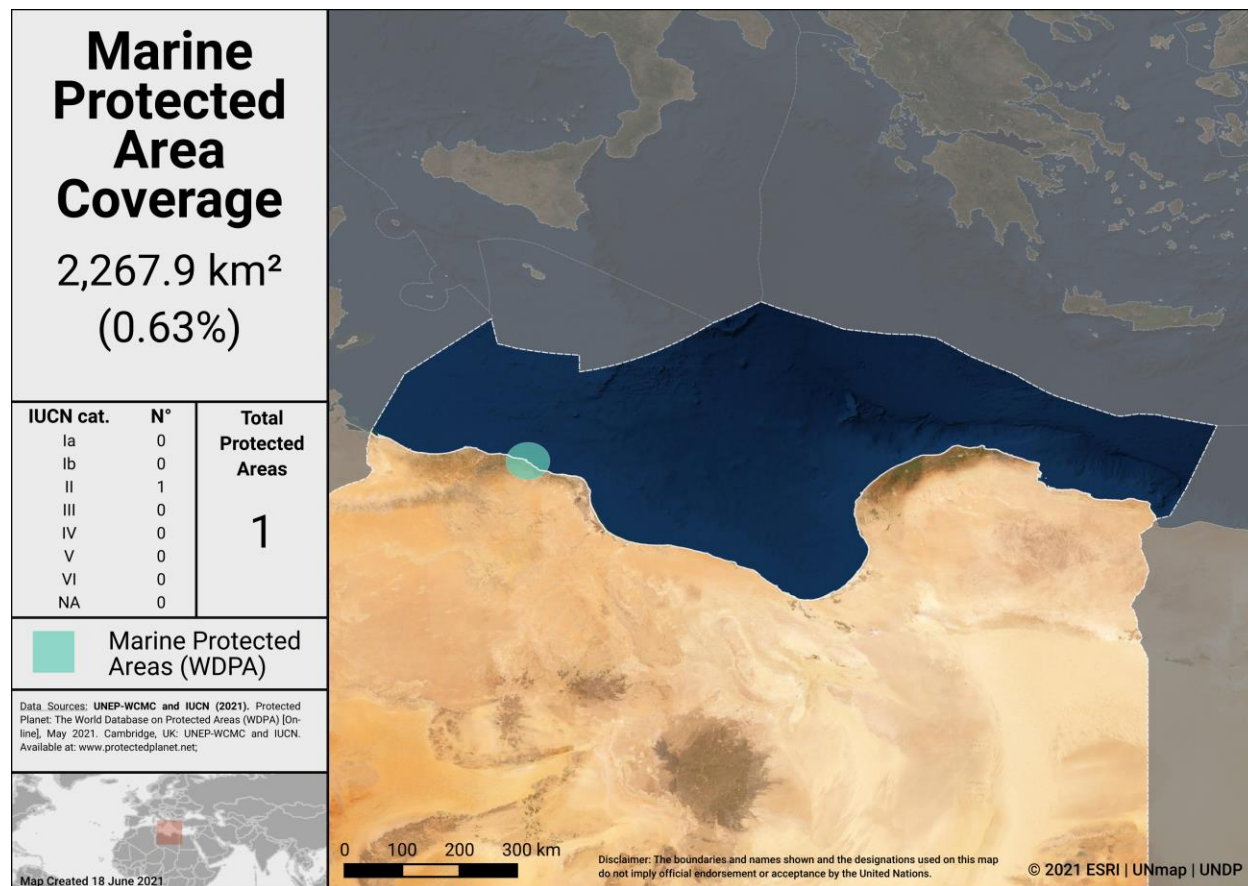 Marine
Protected
Area
Coverage
2,267.9 km²
(0.63%)
IUCN cat. N°
Ia 0
Ib 0
II 1
III 0
IV 0
V 0
VI 0
NA 0
Total
Protected
Areas
1
Marine Protected
Areas (WDPA)
Data Sources: UNEP-WCMC and IUCN (2021). Protected
Planet: The World Database on Protected Areas (WDPA) [On-
line], May 2021. Cambridge, UK: UNEP-WCMC and IUCN.
Available at: www.protectedplanet.net;
Map Created 18 June 2021
0 100 200 300 km
Disclaimer: The boundaries and names shown and the designations used on this map
do not imply official endorsement or acceptance by the United Nations.
© 2021 ESRI | UNmap | UNDP